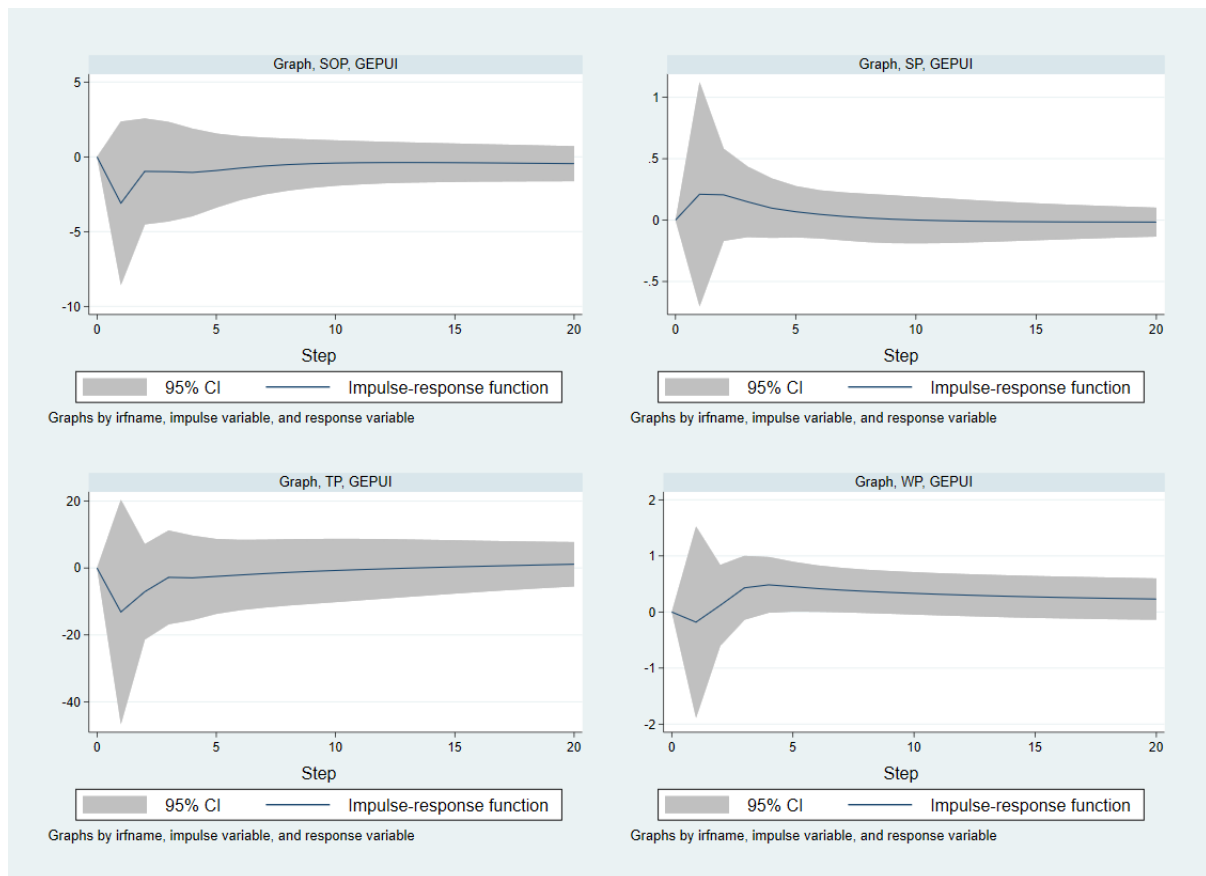 Graph, SOP, GEPUI
5
0
-5
-10
0 5 10 15 20
Step
95% CI Impulse-response function
Graphs by irfname, impulse variable, and response variable
Graph, SP, GEPUI
1
.5
0
-.5
0 5 10 15 20
Step
95% CI Impulse-response function
Graphs by irfname, impulse variable, and response variable
Graph, TP, GEPUI
20
0
-20
-40
0 5 10 15 20
Step
95% CI Impulse-response function
Graphs by irfname, impulse variable, and response variable
Graph, WP, GEPUI
2
1
0
-1
-2
0 5 10 15 20
Step
95% CI Impulse-response function
Graphs by irfname, impulse variable, and response variable